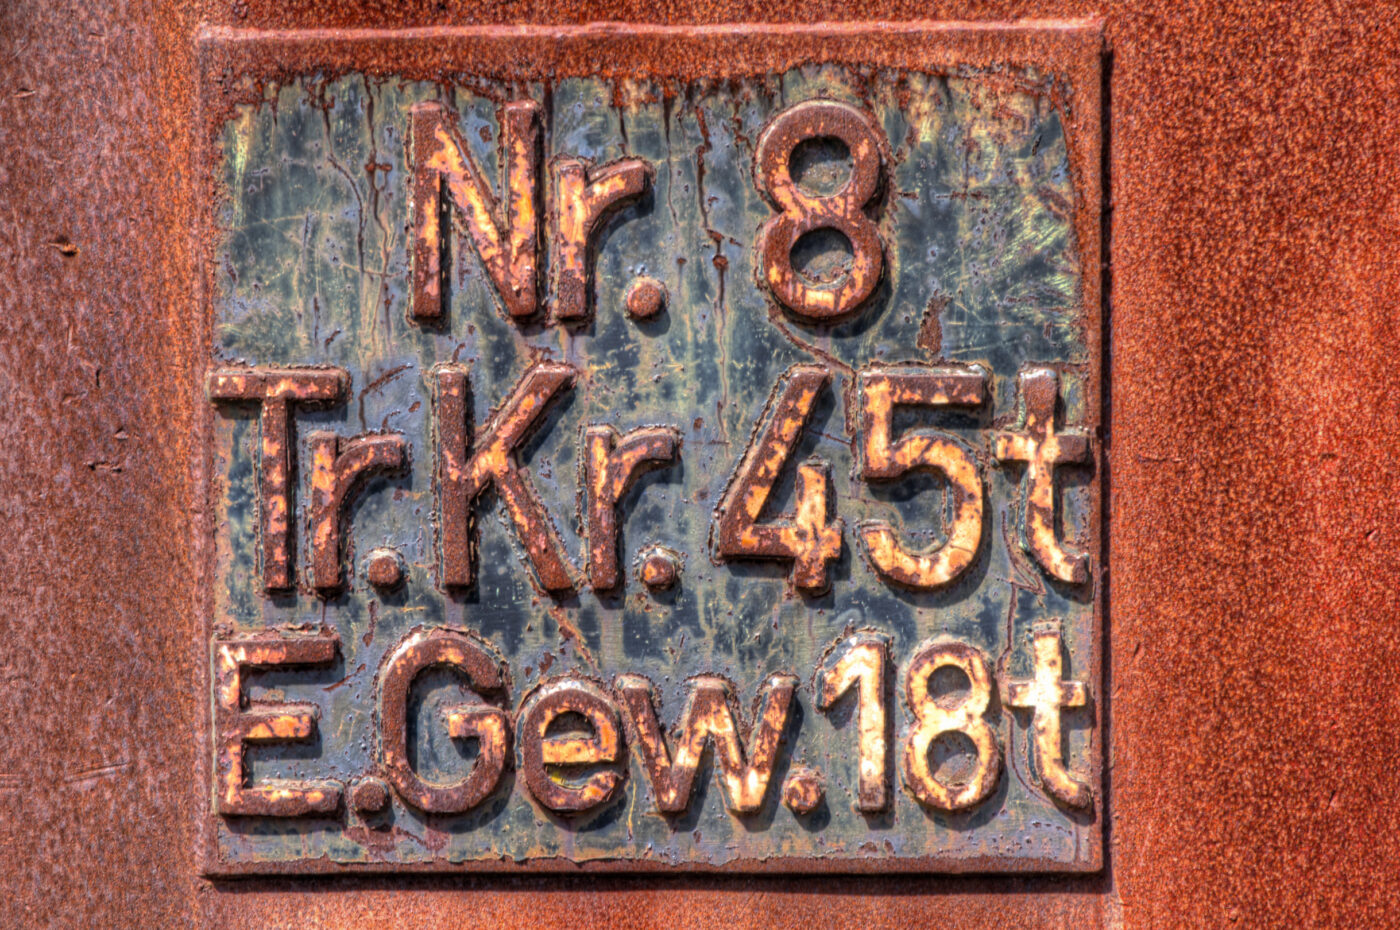 Nr. 8
Tr.Kr. 45t
E.Gew. 18t